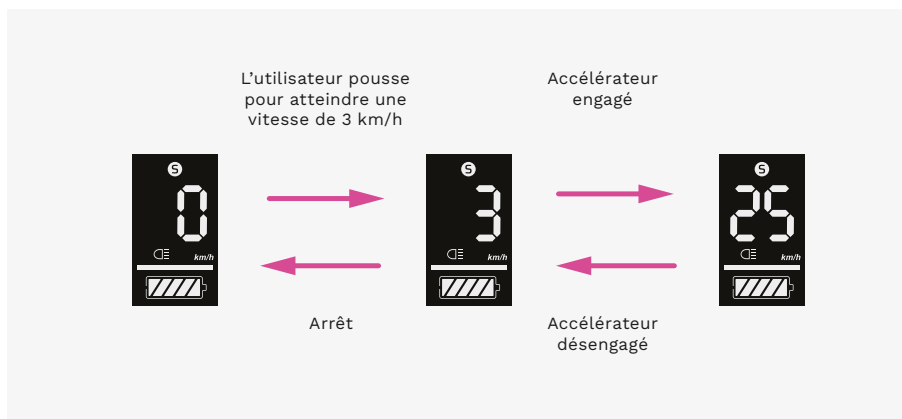 L’utilisateur pousse
pour atteindre une
vitesse de 3 km/h
Accélérateur
engagé
S
0
km/h
S
3
km/h
S
25
km/h
Arrêt
Accélérateur
désengagé